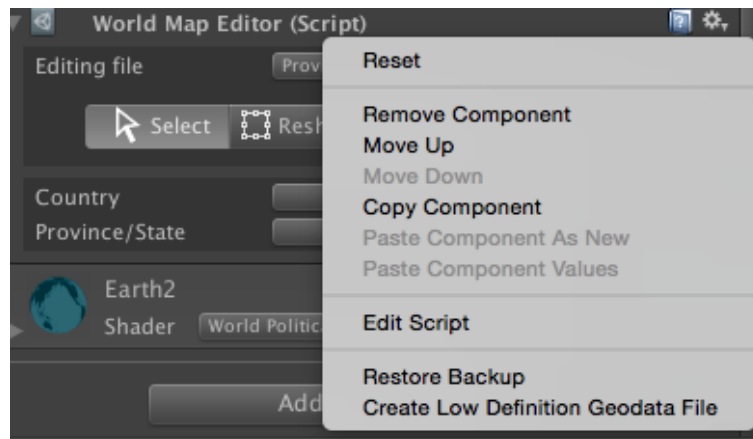 World Map Editor (Script)
Editing file
Prov
Select
Resh
Country
Province/State
Earth2
Shader
World Politic
Add
Reset
Remove Component
Move Up
Move Down
Copy Component
Paste Component As New
Paste Component Values
Edit Script
Restore Backup
Create Low Definition Geodata File